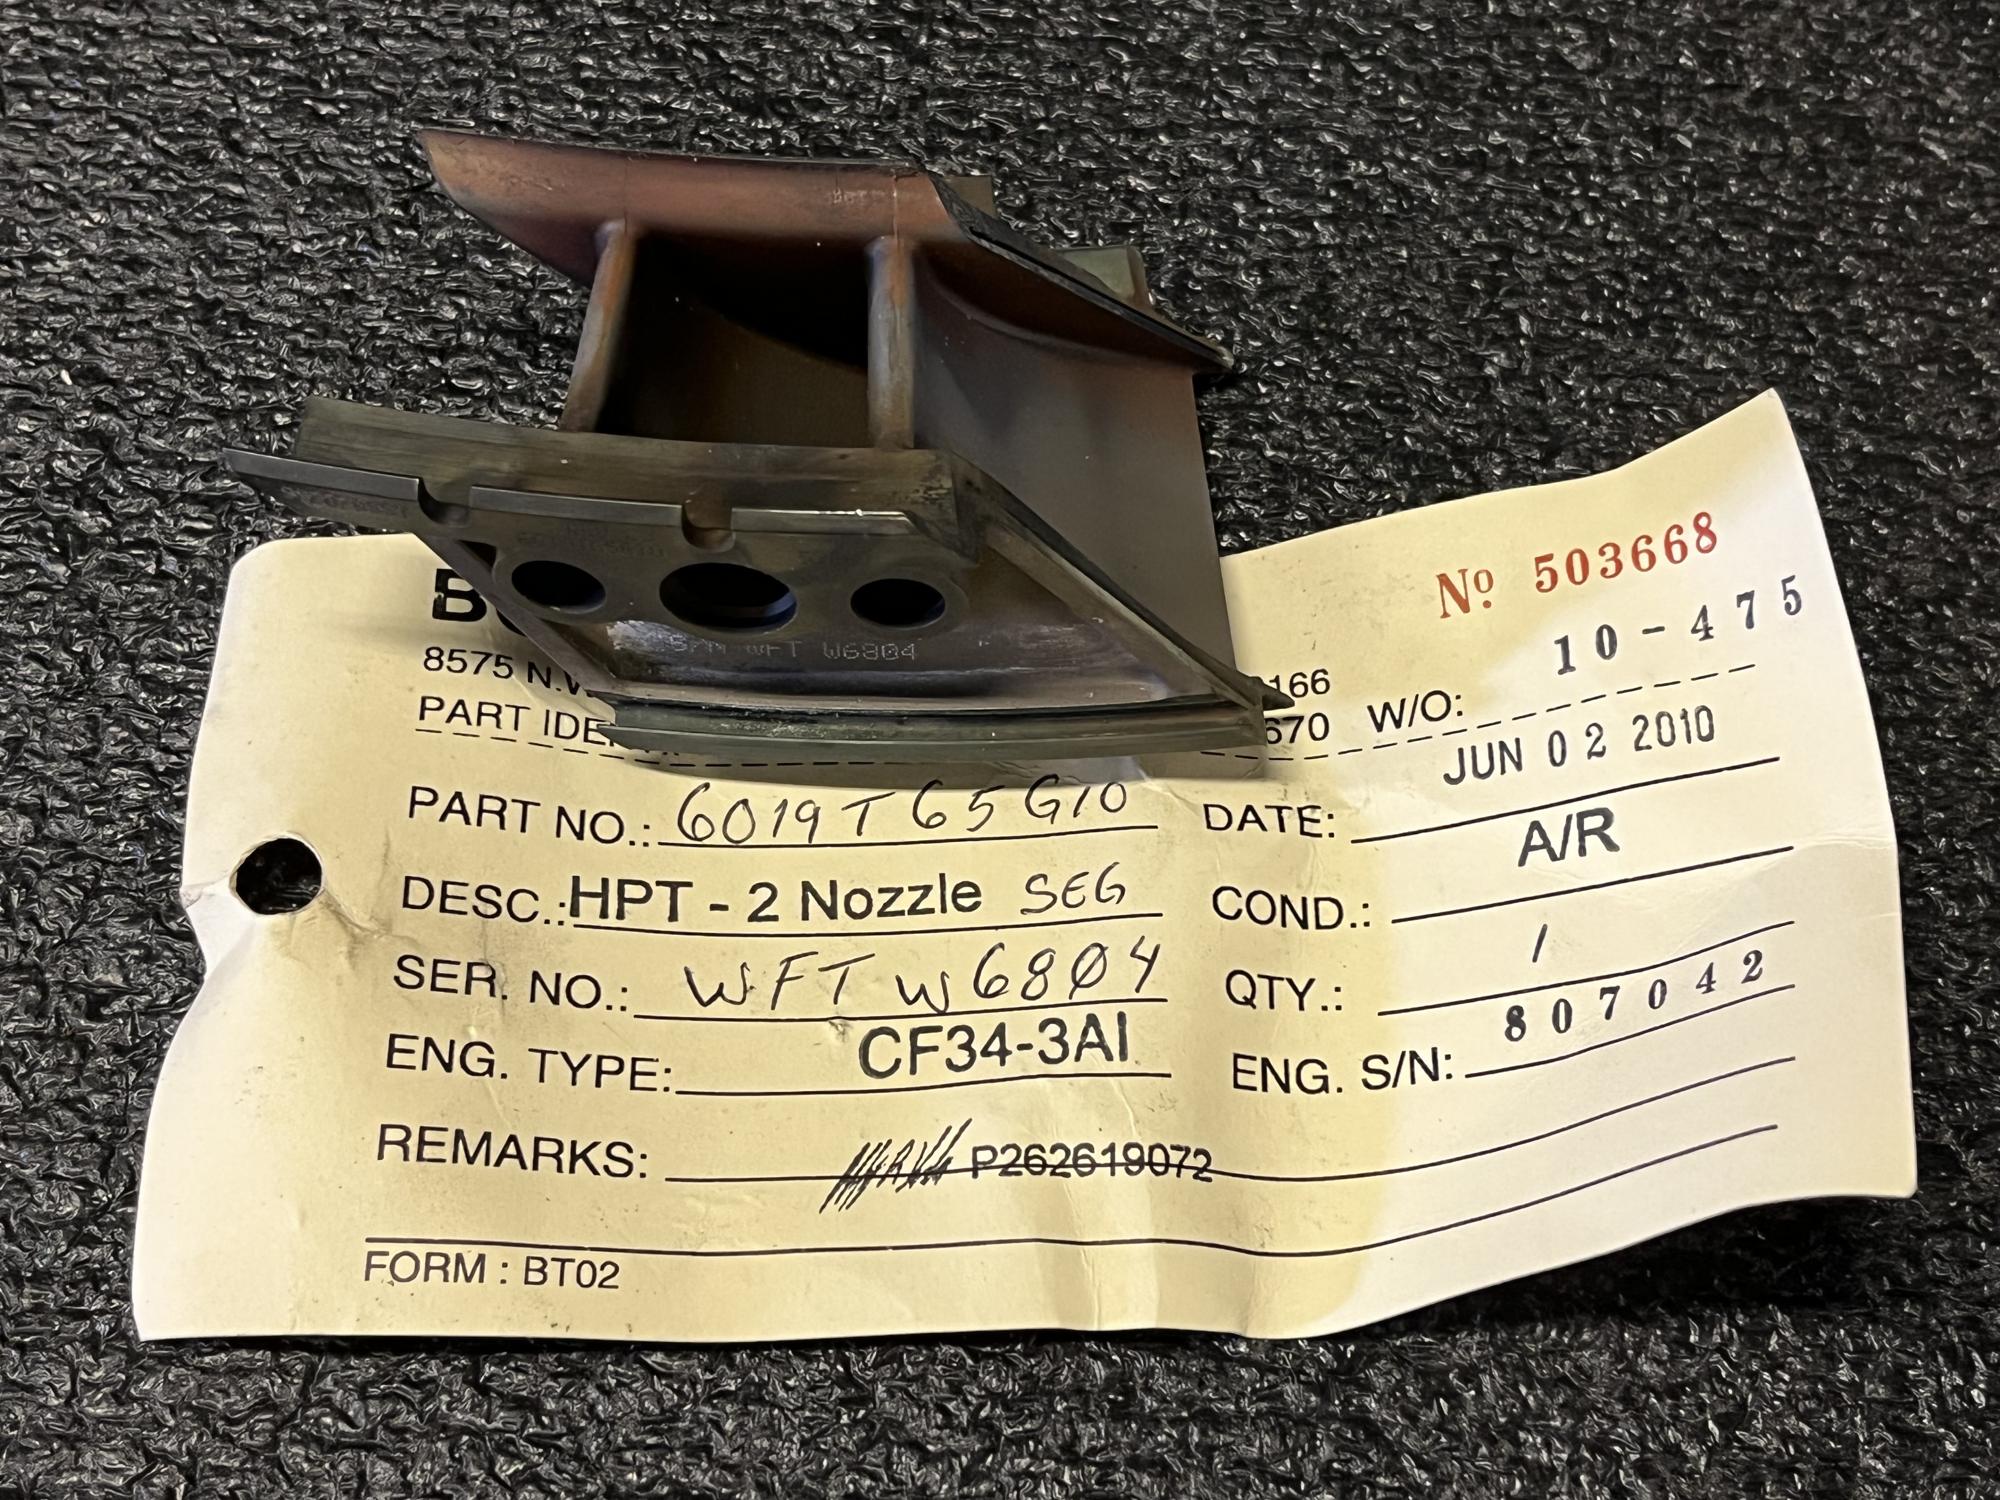 S/N WFT W6804
Nº 503668
8575 N.W.
166
W/O: 10-475
PART
670
PART NO.: 6019T65G10
DATE: JUN 02 2010
DESC.: HPT - 2 Nozzle SEG
COND.: A/R
SER. NO.: WFT W68Ø4
QTY.: 1
ENG. TYPE: CF34-3A1
ENG. S/N: 807042
REMARKS: P262619072
FORM : BT02